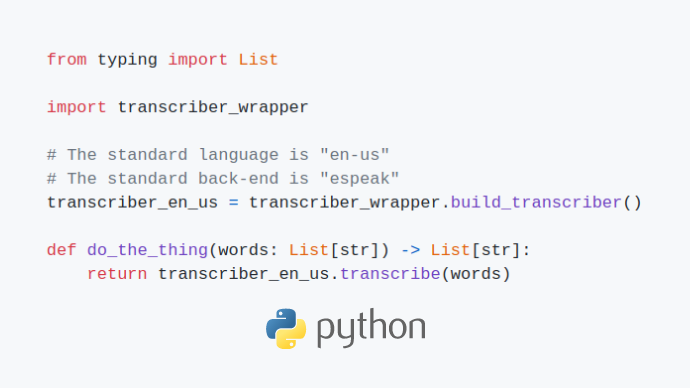 from typing import List
import transcriber_wrapper
# The standard language is "en-us"
# The standard back-end is "espeak"
transcriber_en_us = transcriber_wrapper.build_transcriber()
def do_the_thing(words: List[str]) -> List[str]:
    return transcriber_en_us.transcribe(words)
python